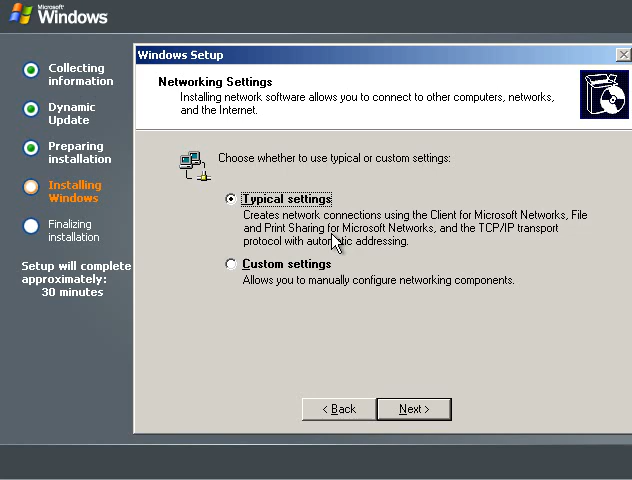 Microsoft
Windows
Collecting
information
Dynamic
Update
Preparing
installation
Installing
Windows
Finalizing
installation
Setup will complete
approximately:
30 minutes
Windows Setup
Networking Settings
Installing network software allows you to connect to other computers, networks,
and the Internet.
Choose whether to use typical or custom settings:
Typical settings
Creates network connections using the Client for Microsoft Networks, File
and Print Sharing for Microsoft Networks, and the TCP/IP transport
protocol with automatic addressing.
Custom settings
Allows you to manually configure networking components.
< Back
Next >